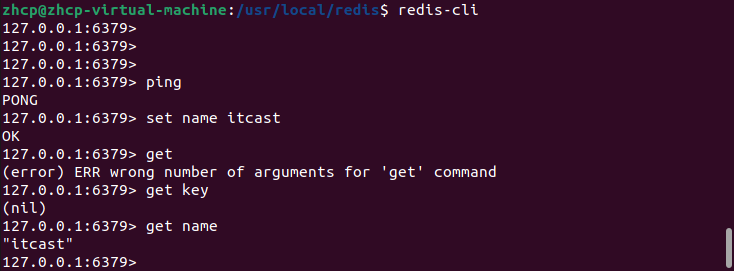 zhcp@zhcp-virtual-machine:/usr/local/redis$ redis-cli
127.0.0.1:6379>
127.0.0.1:6379>
127.0.0.1:6379>
127.0.0.1:6379> ping
PONG
127.0.0.1:6379> set name itcast
OK
127.0.0.1:6379> get
(error) ERR wrong number of arguments for 'get' command
127.0.0.1:6379> get key
(nil)
127.0.0.1:6379> get name
"itcast"
127.0.0.1:6379>